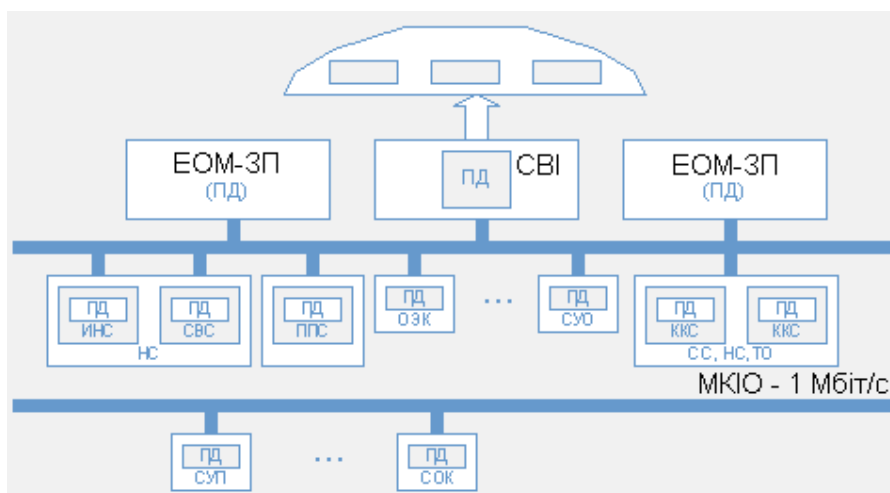 ЕОМ-ЗП
(ПД)
ПД
СВІ
ЕОМ-ЗП
(ПД)
ПД
ИНС
ПД
СВС
НС
ПД
ППС
ПД
ОЭК
...
ПД
СУО
ПД
ККС
ПД
ККС
СС, НС, ТО
МКІО - 1 Мбіт/с
ПД
СУП
...
ПД
СОК